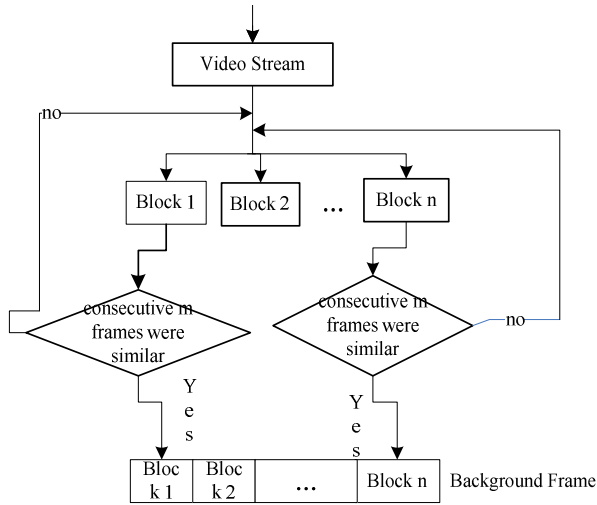 Video Stream
no
Block 1
Block 2
...
Block n
consecutive m
frames were
similar
consecutive m
frames were
similar
no
Y
e
s
Y
e
s
Bloc
k 1
Bloc
k 2
...
Block n
Background Frame